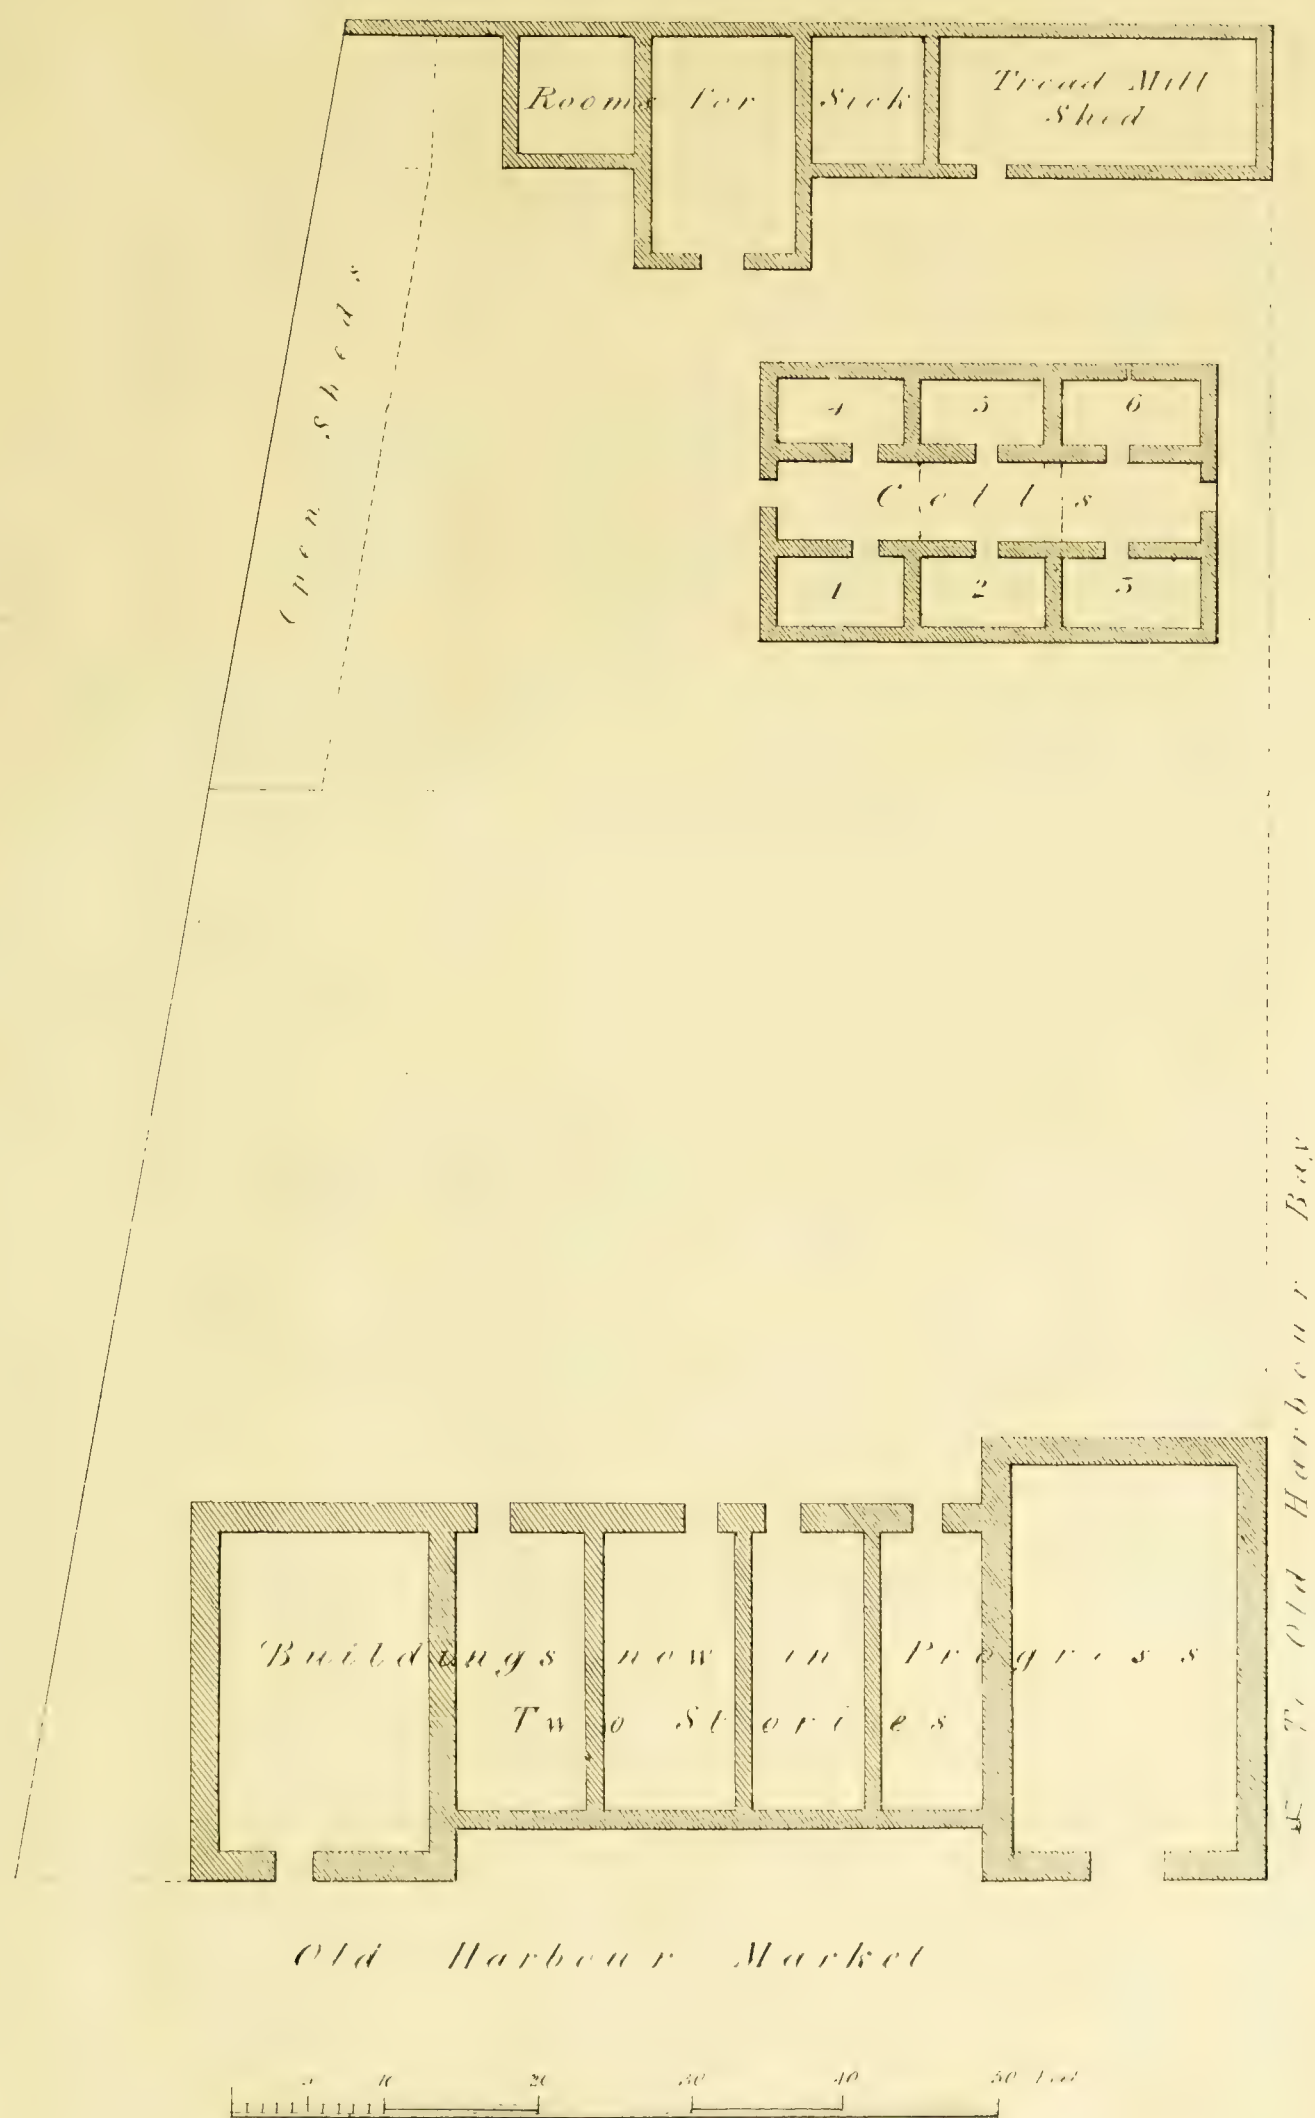 Rooms for Sick
Tread Mill
Shed
Open Sheds
4 5 6
Cells
1 2 3
To Old Harbour Bay
Buildings now in Progress
Two Stories
Old Harbour Market
5 10 20 30 40 50 Feet